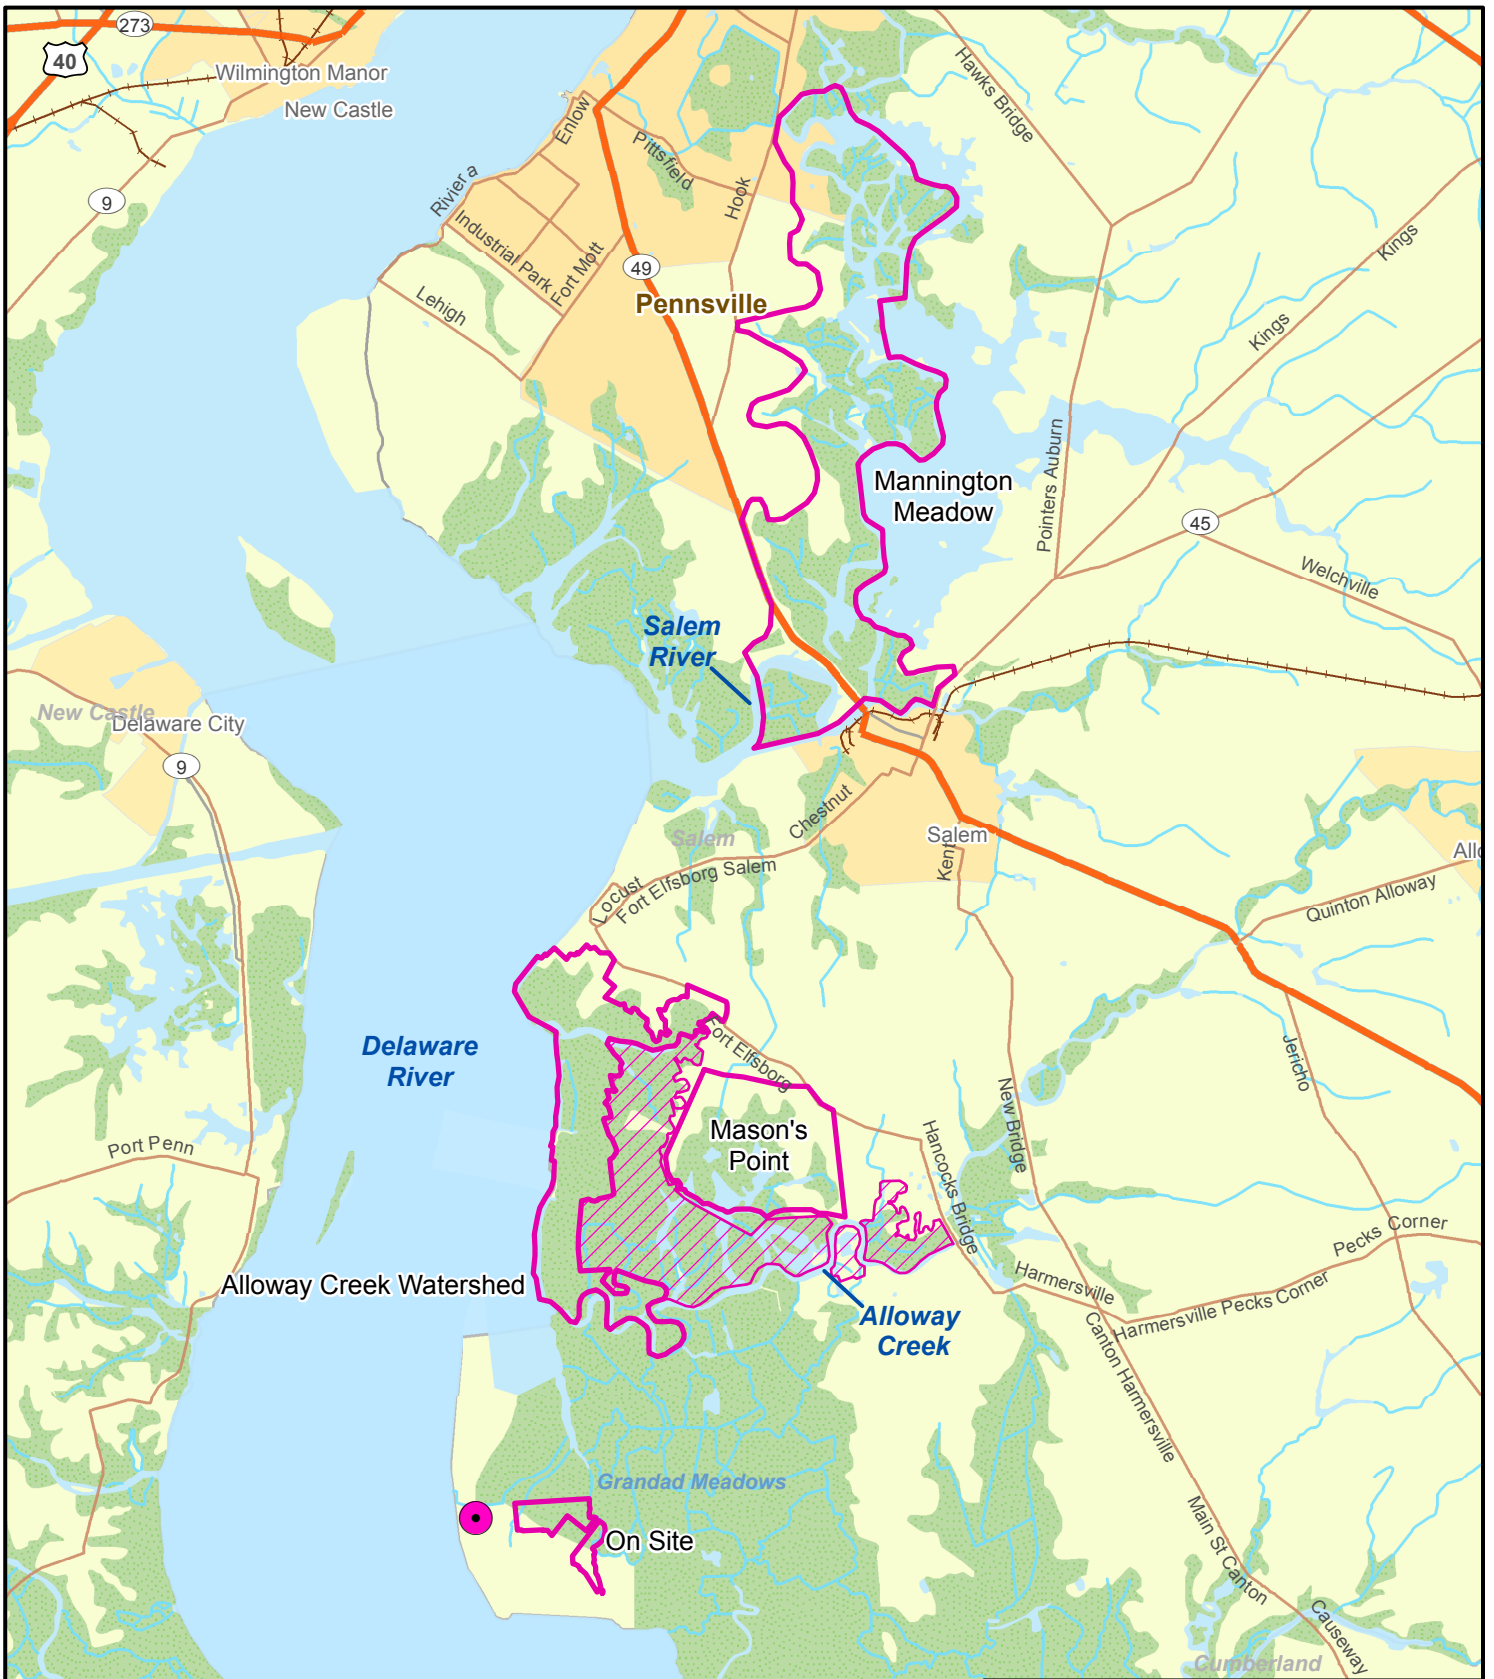 273
40
Wilmington Manor
New Castle
Enlow
Pittsfield
Hawks Bridge
9
Riviera
Hook
Industrial Park
Fort Mott
49
Kings
Lehigh
Pennsville
Kings
Mannington
Meadow
Pointers Auburn
45
Welchville
Salem
River
New Castle
Delaware City
9
Chestnut
Salem
Salem
Kent
Allo
Locust
Fort Elfsborg Salem
Quinton Alloway
Delaware
River
Fort Elfsborg
Jericho
Mason's
Point
New Bridge
Hancocks Bridge
Port Penn
Pecks Corner
Alloway Creek Watershed
Harmersville
Harmersville Pecks Corner
Alloway
Creek
Canton Harmersville
Grandad Meadows
On Site
Main St Canton
Causeway
Cumberland